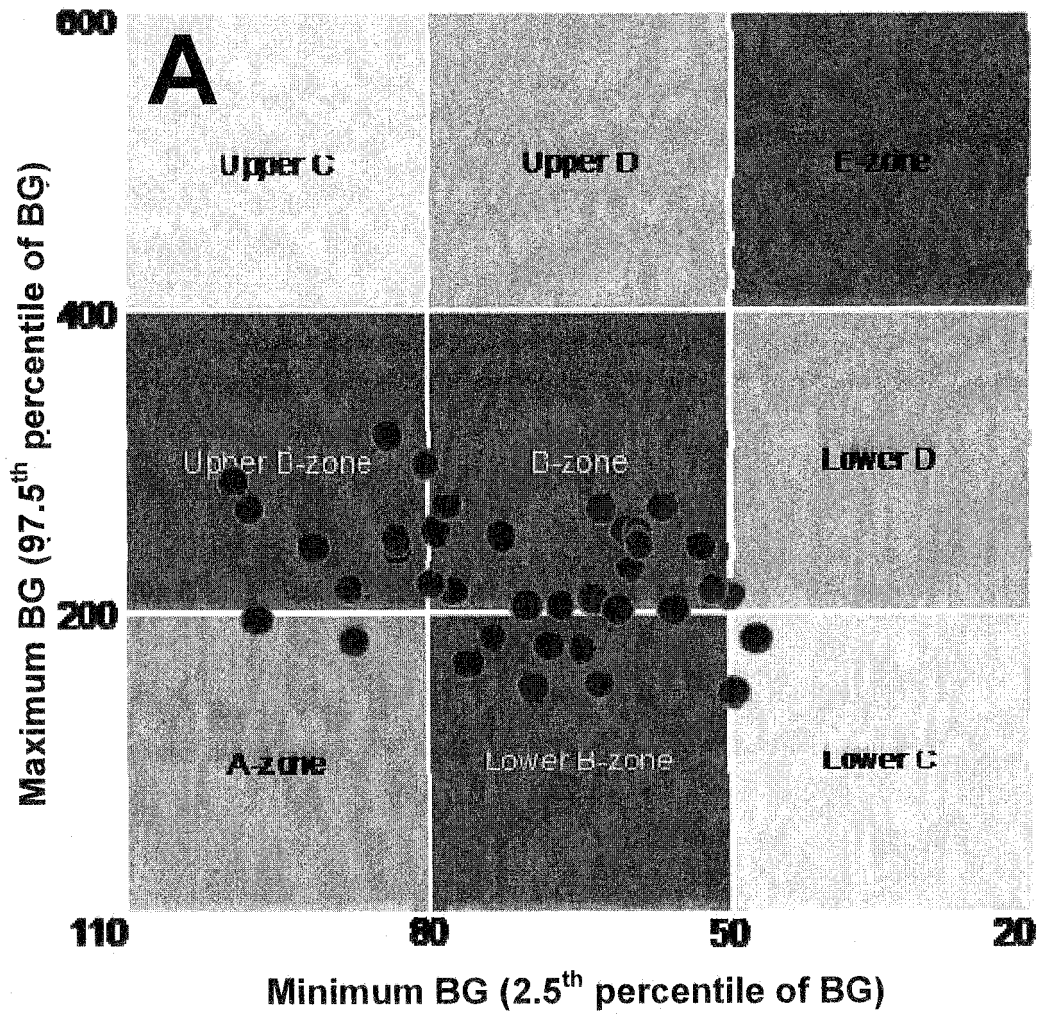 600
A
Upper C
Upper D
E-zone
400
Upper B-zone
B-zone
Lower D
200
A-zone
Lower B-zone
Lower C
110
80
50
20
Minimum BG (2.5th percentile of BG)
Maximum BG (97.5th percentile of BG)